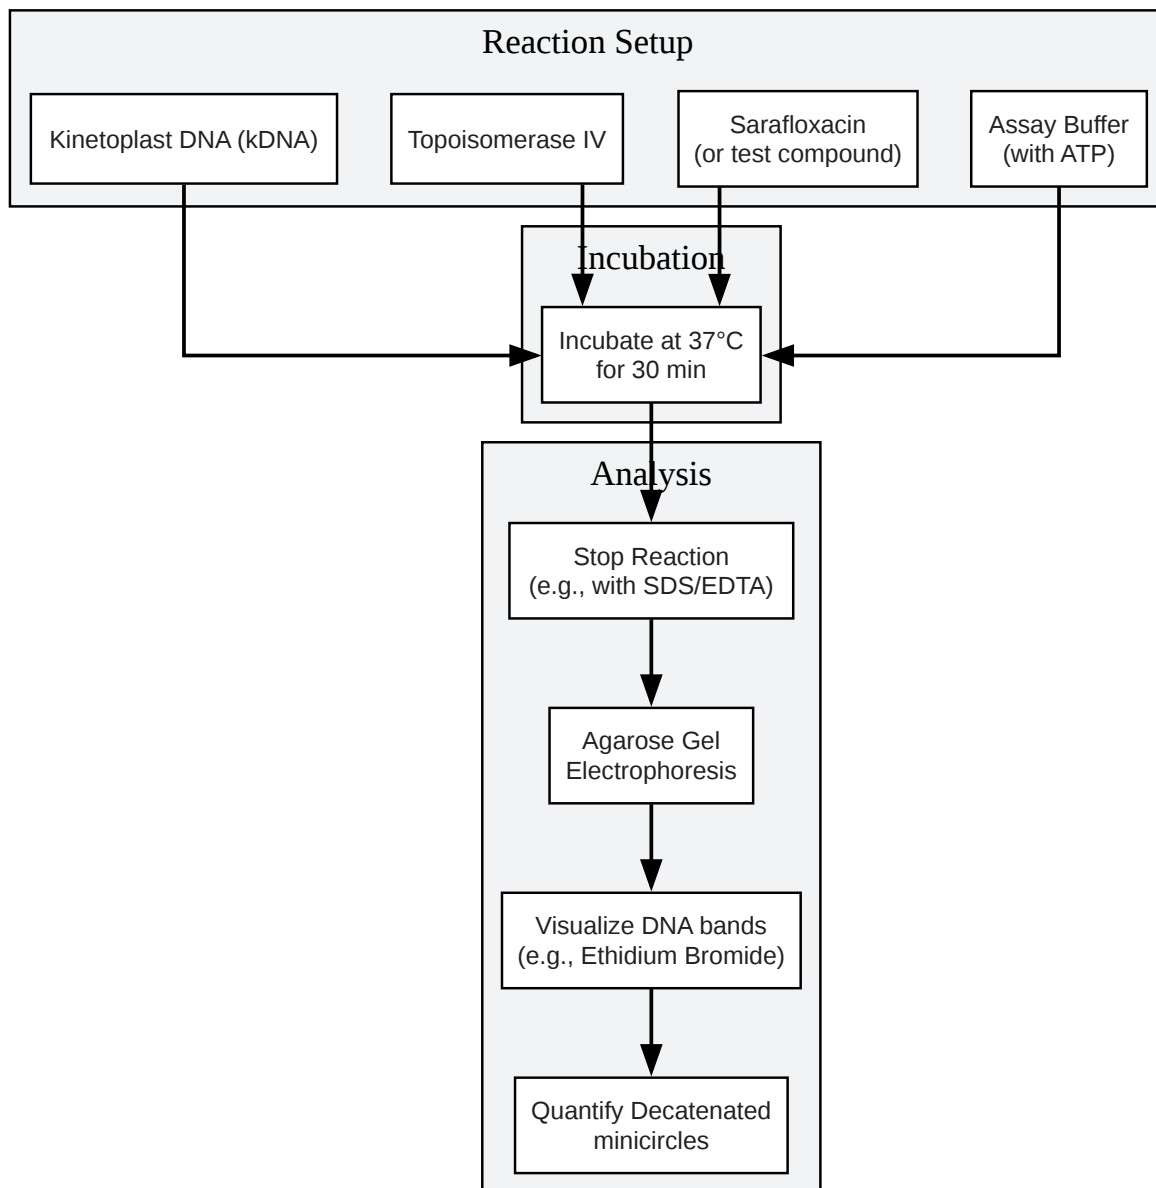 Reaction Setup
Kinetoplast DNA (kDNA)
Topoisomerase IV
Sarafloxacin
(or test compound)
Assay Buffer
(with ATP)
Incubation
Incubate at 37°C
for 30 min
Analysis
Stop Reaction
(e.g., with SDS/EDTA)
Agarose Gel
Electrophoresis
Visualize DNA bands
(e.g., Ethidium Bromide)
Quantify Decatenated
minicircles